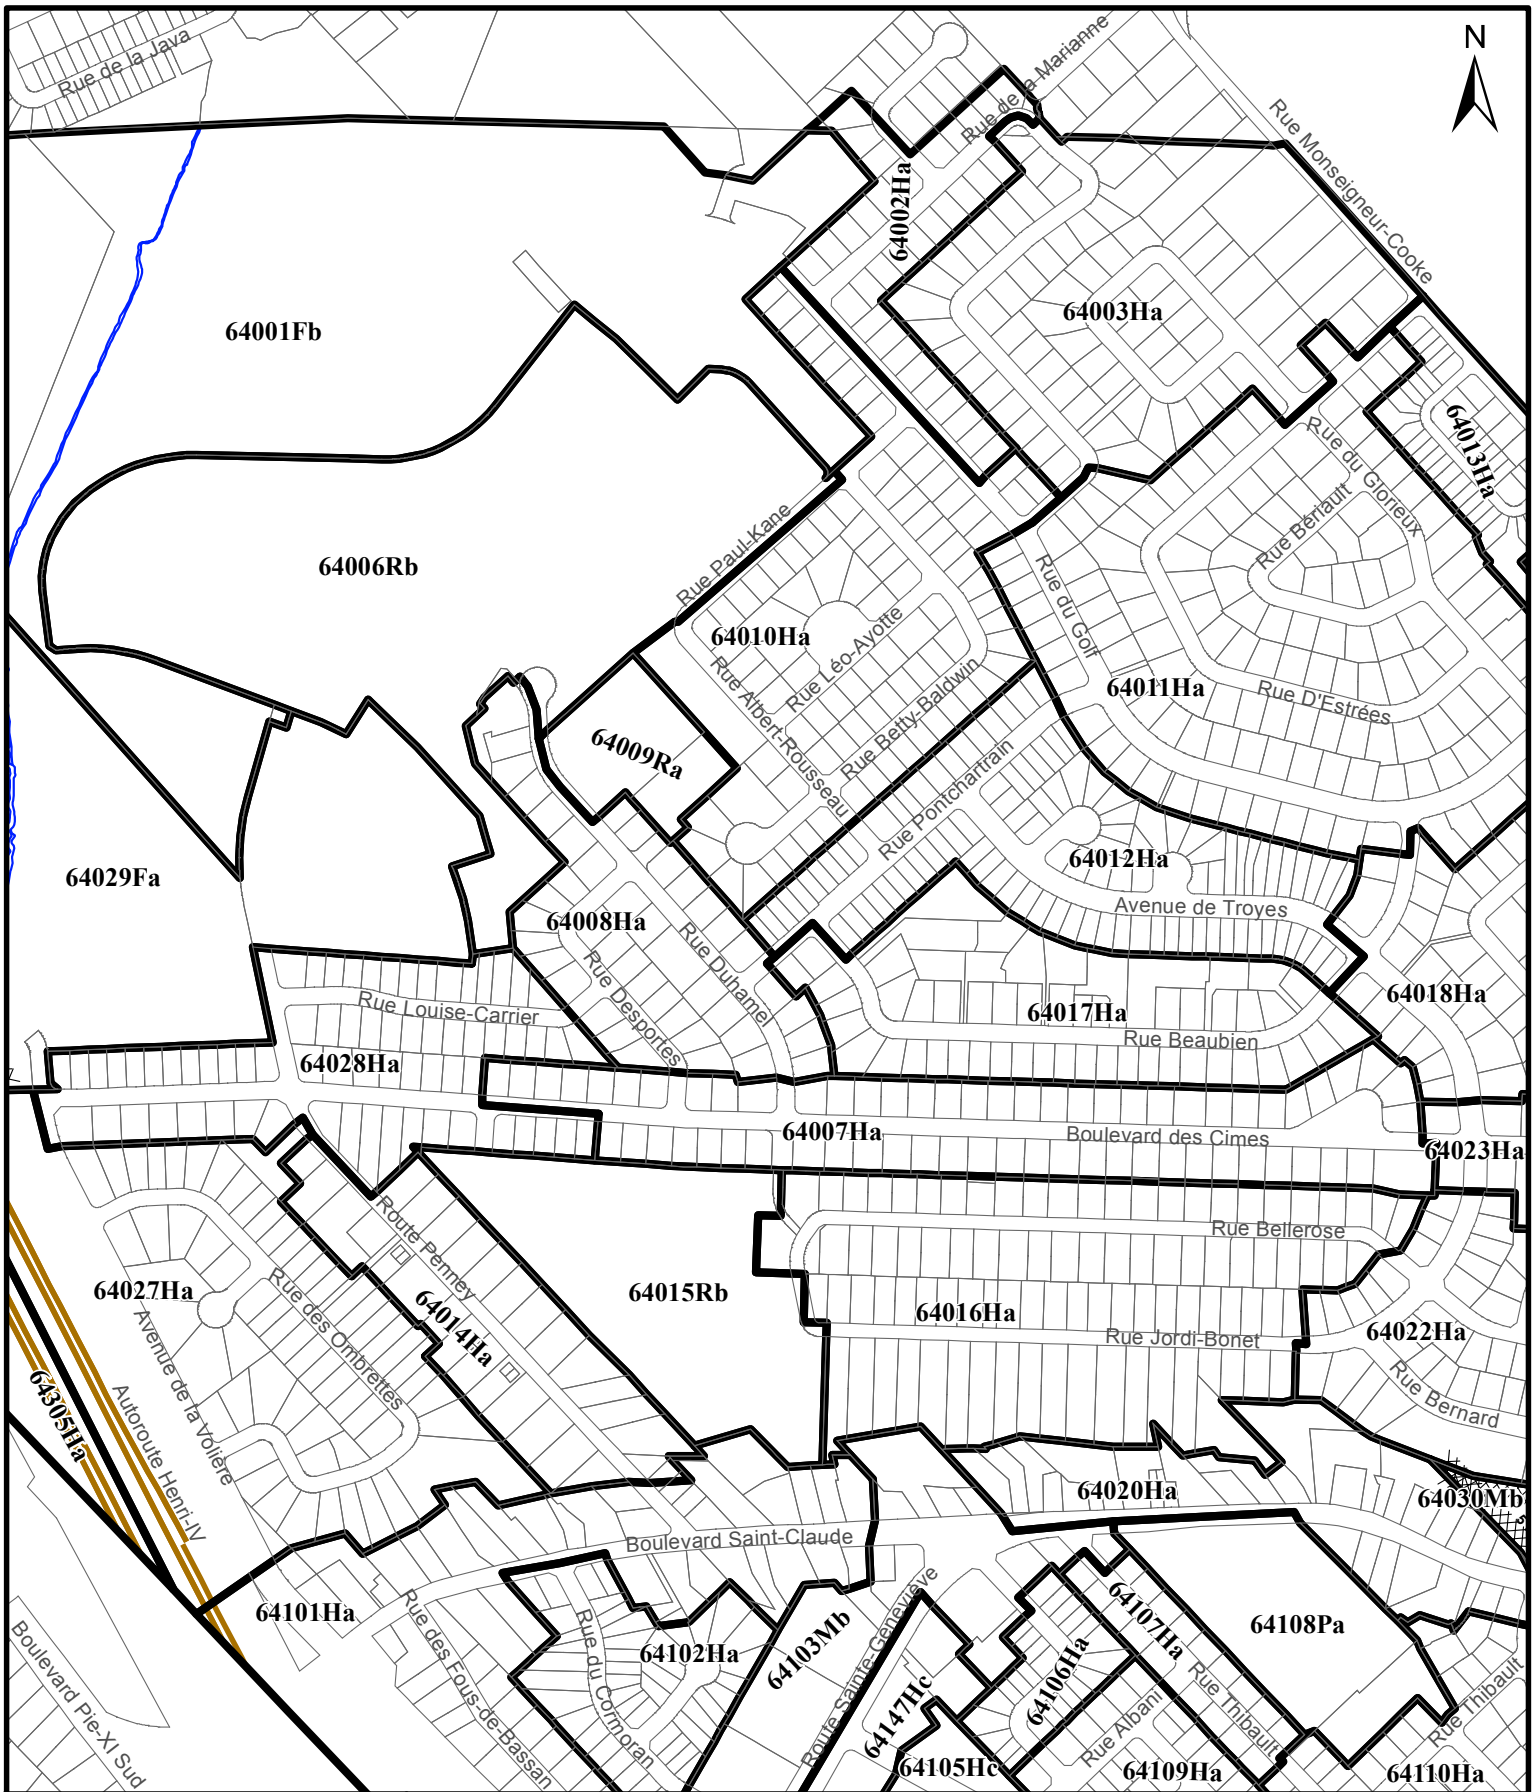 Rue de la Java
Rue de la Marianne
N
Rue Monseigneur-Cooke
64002Ha
64001Fb
64003Ha
64013Ha
Rue du Glorieux
Rue Bériault
Rue Paul-Kane
64006Rb
Rue du Golf
64010Ha
Rue Léo-Ayotte
Rue Albert-Rousseau
Rue Betty-Baldwin
64011Ha
Rue D'Estrées
64009Ra
Rue Pontchartrain
64012Ha
64029Fa
Avenue de Troyes
64008Ha
Rue Duhamel
Rue Desportes
64018Ha
Rue Louise-Carrier
64017Ha
Rue Beaubien
64028Ha
64007Ha
Boulevard des Cimes
64023Ha
Route Penney
Rue Bellerose
64027Ha
Rue des Ombrettes
64015Rb
64016Ha
64014Ha
Rue Jordi-Bonet
64022Ha
Avenue de la Volière
Rue Bernard
64305Ha
Autoroute Henri-IV
64020Ha
64030Mb
Boulevard Saint-Claude
64101Ha
Rue des Fous-de-Bassan
Rue du Cormoran
64102Ha
64103Mb
Route Sainte-Geneviève
64107Ha
64108Pa
64106Ha
Boulevard Pie-XI Sud
64147Hc
Rue Albani
Rue Thibault
Rue Thibault
64105Hc
64109Ha
64110Ha